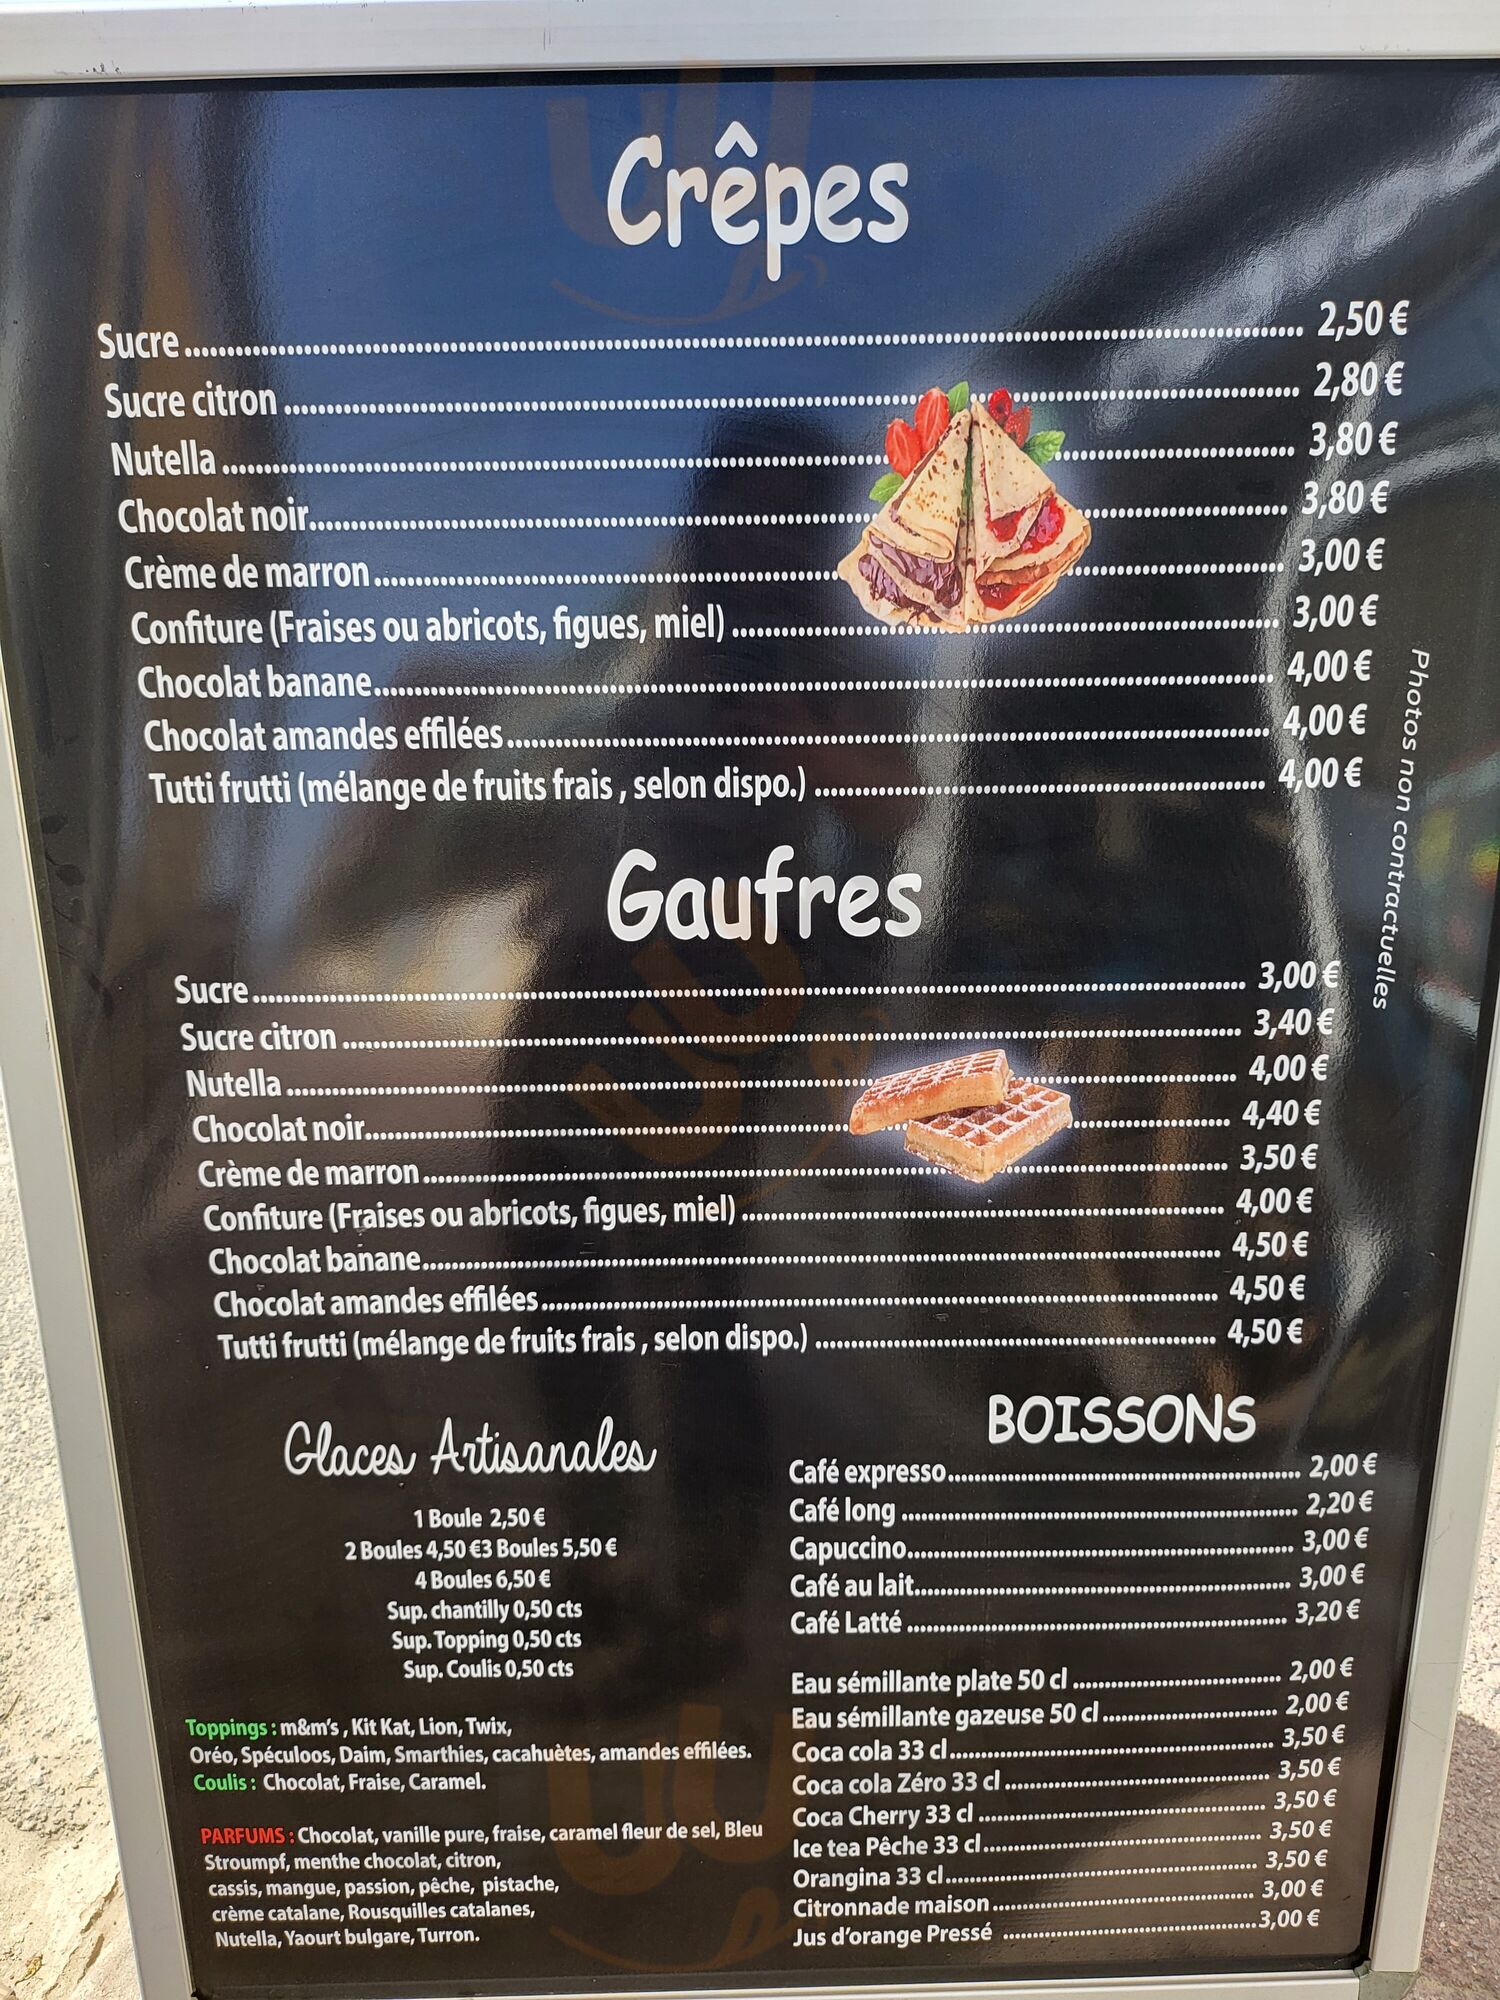 Crêpes
Sucre 2,50 €
Sucre citron 2,80 €
Nutella 3,80 €
Chocolat noir 3,80 €
Crème de marron 3,00 €
Confiture (Fraises ou abricots, figues, miel) 3,00 €
Chocolat banane 4,00 €
Chocolat amandes effilées 4,00 €
Tutti frutti (mélange de fruits frais , selon dispo.) 4,00 €
Photos non contractuelles
Gaufres
Sucre 3,00 €
Sucre citron 3,40 €
Nutella 4,00 €
Chocolat noir 4,40 €
Crème de marron 3,50 €
Confiture (Fraises ou abricots, figues, miel) 4,00 €
Chocolat banane 4,50 €
Chocolat amandes effilées 4,50 €
Tutti frutti (mélange de fruits frais , selon dispo.) 4,50 €
Glaces Artisanales
1 Boule 2,50 €
2 Boules 4,50 €3 Boules 5,50 €
4 Boules 6,50 €
Sup. chantilly 0,50 cts
Sup. Topping 0,50 cts
Sup. Coulis 0,50 cts
Toppings : m&m's , Kit Kat, Lion, Twix,
Oréo, Spéculoos, Daim, Smarthies, cacahuètes, amandes effilées.
Coulis : Chocolat, Fraise, Caramel.
PARFUMS : Chocolat, vanille pure, fraise, caramel fleur de sel, Bleu
Stroumpf, menthe chocolat, citron,
cassis, mangue, passion, pêche, pistache,
crème catalane, Rousquilles catalanes,
Nutella, Yaourt bulgare, Turron.
BOISSONS
Café expresso 2,00 €
Café long 2,20 €
Capuccino 3,00 €
Café au lait 3,00 €
Café Latté 3,20 €
Eau sémillante plate 50 cl 2,00 €
Eau sémillante gazeuse 50 cl 2,00 €
Coca cola 33 cl 3,50 €
Coca cola Zéro 33 cl 3,50 €
Coca Cherry 33 cl 3,50 €
Ice tea Pêche 33 cl 3,50 €
Orangina 33 cl 3,50 €
Citronnade maison 3,00 €
Jus d'orange Pressé 3,00 €